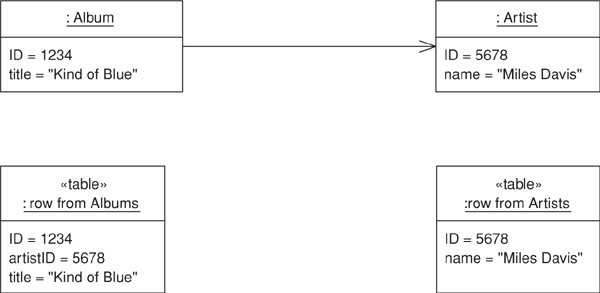 : Album
ID = 1234
title = "Kind of Blue"
: Artist
ID = 5678
name = "Miles Davis"
«table»
: row from Albums
ID = 1234
artistID = 5678
title = "Kind of Blue"
«table»
:row from Artists
ID = 5678
name = "Miles Davis"